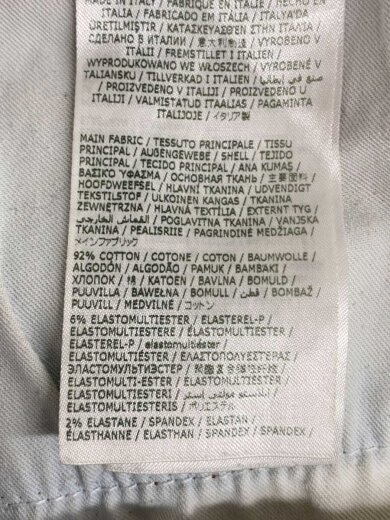 MADE IN ITALY / FABRIQUÉ EN ITALIE / HECHO EN
ITALIA / FABRICADO EM ITÁLIA / ITALYA'DA
ÜRETILMIŞTIR / ΚΑΤΑΣΚΕΥΑΖΕΤΑΙ ΣΤΗΝ ΙΤΑΛΙΑ /
СДЕЛАНО В ИТАЛИИ / 意大利制造 / VYROBENO V
ITÁLII / FREMSTILLET I ITALIEN /
WYPRODUKOWANO WE WŁOSZECH / VYROBENÉ V
TALIANSKU / TILLVERKAD I ITALIEN / صنع في إيطاليا
/ PROIZVEDENO V ITALIJI / PROIZVEDENO U
ITALIJI / VALMISTATUD ITAALIAS / PAGAMINTA
ITALIJOJE / イタリア製
MAIN FABRIC / TESSUTO PRINCIPALE / TISSU
PRINCIPAL / AUßENGEWEBE / SHELL / TEJIDO
PRINCIPAL / TECIDO PRINCIPAL / ANA KUMAŞ /
ΒΑΣΙΚΟ ΥΦΑΣΜΑ / ОСНОВНАЯ ТКАНЬ / 主要面料 /
HOOFDWEEFSEL / HLAVNÍ TKANINA / UDVENDIGT
TEKSTILSTOF / ULKOINEN KANGAS / TKANINA
ZEWNĘTRZNA / HLAVNÁ TEXTÍLIA / EXTERNT TYG /
القماش الخارجي / POGLAVITNA TKANINA / VANJSKA
TKANINA / PEALISRIIE / PAGRINDINĖ MEDŽIAGA /
メインファブリック
92% COTTON / COTONE / COTON / BAUMWOLLE /
ALGODÓN / ALGODÃO / PAMUK / ΒΑΜΒΑΚΙ /
ХЛОПОК / 棉 / KATOEN / BAVLNA / BOMULD /
PUUVILLA / BAWEŁNA / BOMULL / قطن / BOMBAŽ /
PUUVILL / MEDVILNĖ / コットン
6% ELASTOMULTIESTER / ELASTEREL-P /
ELASTOMULTIESTERE / ELASTOMULTIESTER /
ELASTEREL-P / elastomultiéster /
ELASTOMULTIÉSTER / ΕΛΑΣΤΟΠΟΛΥΕΣΤΕΡΑΣ /
ЭЛАСТОМУЛЬТИЭСТЕР / 聚酯复合弹性纤维 /
ELASTOMULTI-ESTER / ELASTOMULTIESTER /
ELASTOMULTIESTERI / إيلاستو مولتي إستر /
ELASTOMULTIESTERIS / ポリエステル
2% ELASTANE / SPANDEX / ELASTAN /
ELASTHANNE / ELASTHAN / SPANDEX /